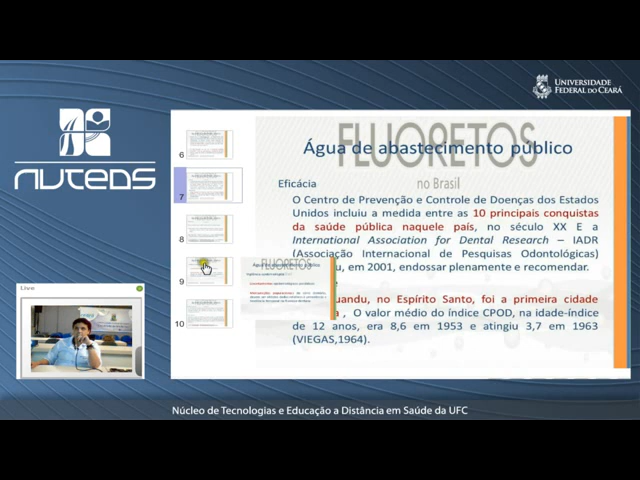 UNIVERSIDADE
FEDERAL DO CEARÁ
NUTEDS
6
7
8
9
10
FLUORETOS
no Brasil
Água de abastecimento público
Eficácia
O Centro de Prevenção e Controle de Doenças dos Estados
Unidos incluiu a medida entre as 10 principais conquistas
da saúde pública naquele país, no século XX E a
International Association for Dental Research – IADR
(Associação Internacional de Pesquisas Odontológicas)
u, em 2001, endossar plenamente e recomendar.
uandu, no Espírito Santo, foi a primeira cidade
, O valor médio do índice CPOD, na idade-índice
de 12 anos, era 8,6 em 1953 e atingiu 3,7 em 1963
(VIEGAS,1964).
Água de abastecimento público
Live
Núcleo de Tecnologias e Educação a Distância em Saúde da UFC